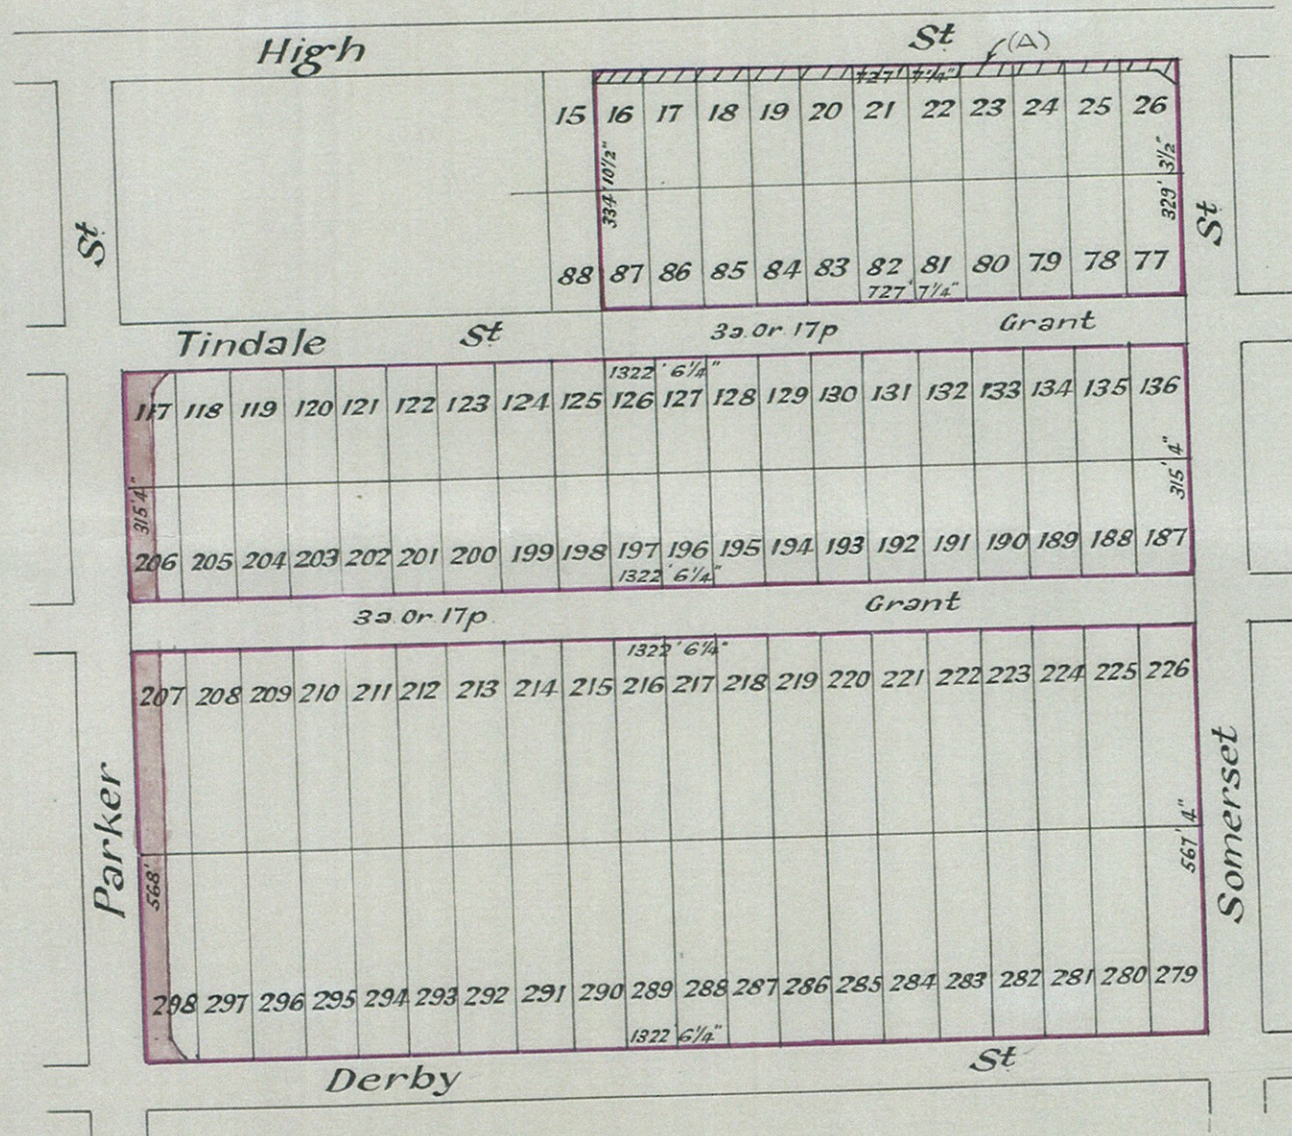 High St (A)
727' 7¼"
15 16 17 18 19 20 21 22 23 24 25 26
334' 10½"
329' 3½"
St
St
88 87 86 85 84 83 82 81 80 79 78 77
727' 7¼"
Tindale St 3a. 0r. 17p Grant
1322' 6¼"
117 118 119 120 121 122 123 124 125 126 127 128 129 130 131 132 133 134 135 136
315' 4"
315' 4"
206 205 204 203 202 201 200 199 198 197 196 195 194 193 192 191 190 189 188 187
1322' 6¼"
3a. 0r. 17p. Grant
1322' 6¼"
207 208 209 210 211 212 213 214 215 216 217 218 219 220 221 222 223 224 225 226
Parker
568'
567' 4"
Somerset
298 297 296 295 294 293 292 291 290 289 288 287 286 285 284 283 282 281 280 279
1322' 6¼"
Derby St